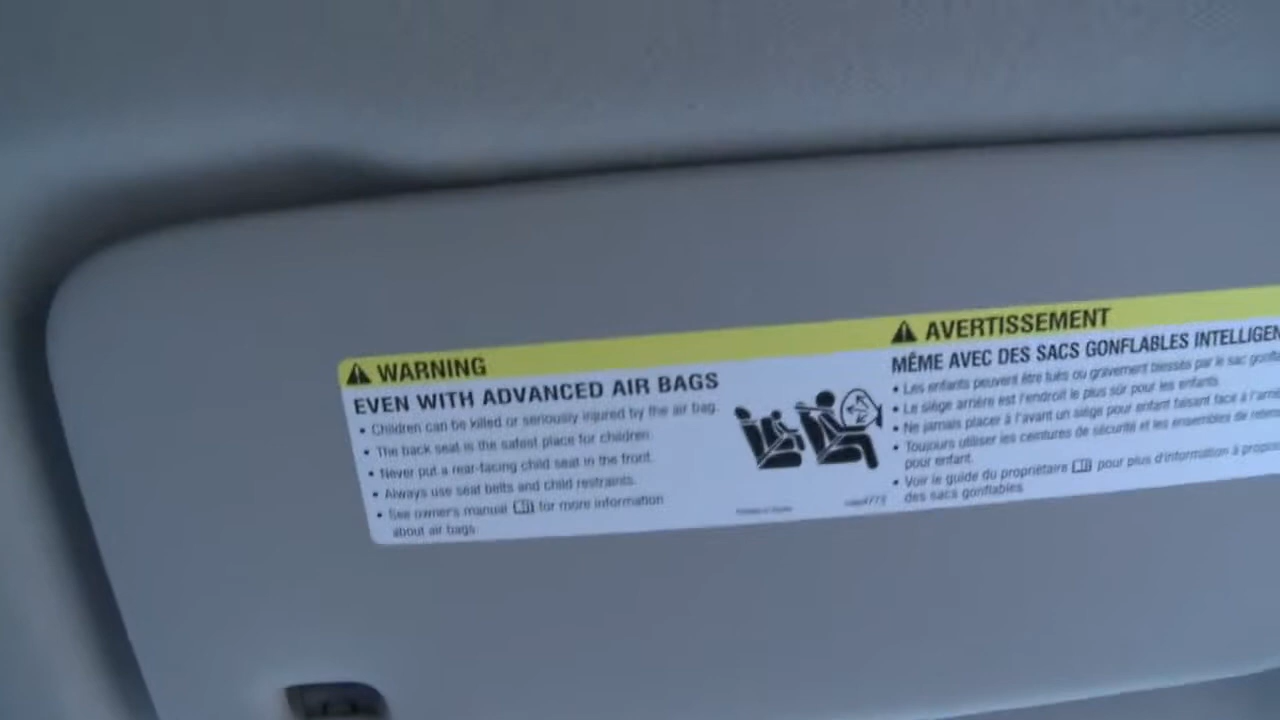 WARNING
EVEN WITH ADVANCED AIR BAGS
• Children can be killed or seriously injured by the air bag.
• The back seat is the safest place for children.
• Never put a rear-facing child seat in the front.
• Always use seat belts and child restraints.
• See owner's manual for more information
about air bags.
AVERTISSEMENT
MÊME AVEC DES SACS GONFLABLES INTELLIGEN
• Les enfants peuvent être tués ou gravement blessés par le sac gonfl
• Le siège arrière est l'endroit le plus sûr pour les enfants.
• Ne jamais placer à l'avant un siège pour enfant faisant face à l'arri
• Toujours utiliser les ceintures de sécurité et les ensembles de reten
pour enfant.
• Voir le guide du propriétaire pour plus d'information à propos
des sacs gonflables.